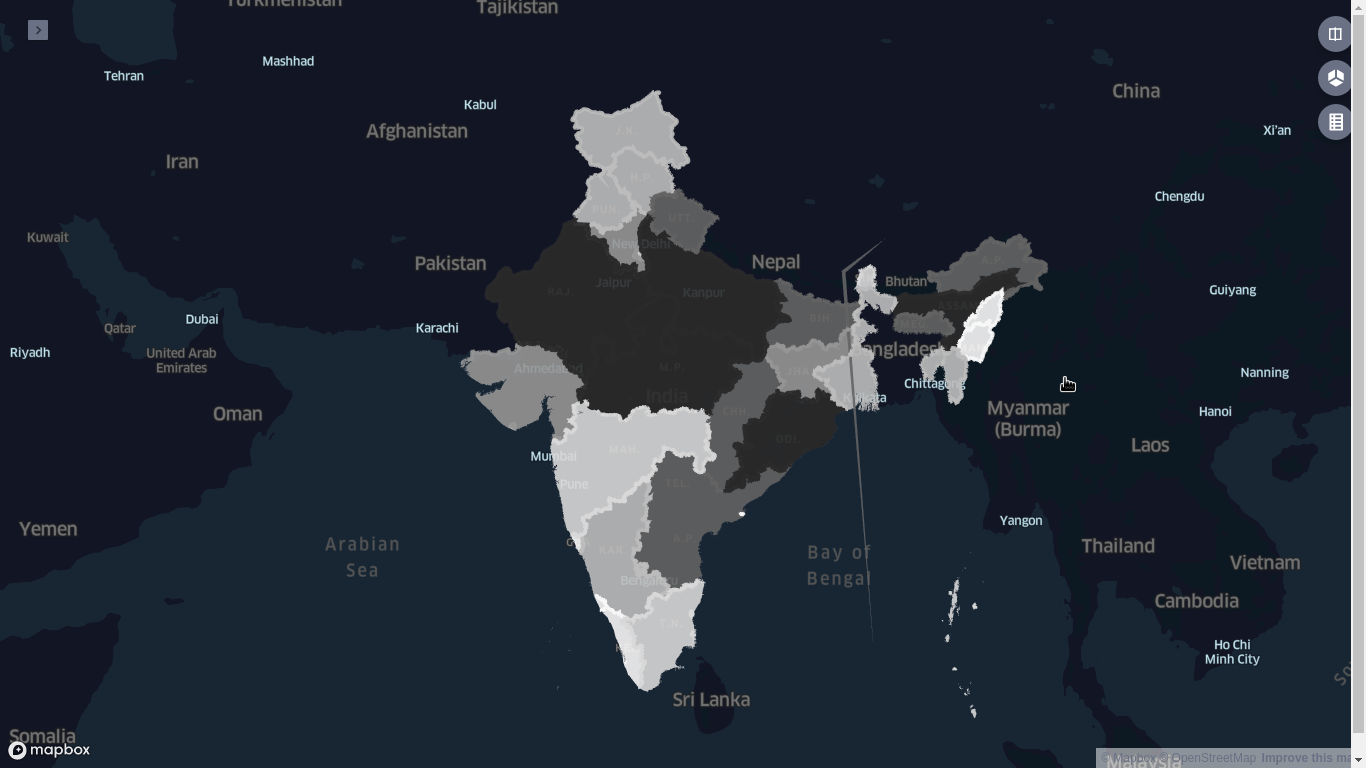 Turkmenistan
Tajikistan
Mashhad
Tehran
Kabul
China
Afghanistan
Xi'an
J.K.
Iran
H.P.
Chengdu
PUN.
UTT.
Kuwait
New Delhi
Pakistan
Nepal
A.P.
Jaipur
Bhutan
Kanpur
RAJ.
Guiyang
ASSAM
Dubai
BIH.
MEG.
Qatar
Karachi
Riyadh
United Arab
Emirates
Bangladesh
Ahmedabad
M.P.
JHA.
Nanning
Chittagong
India
Kolkata
Oman
CHH.
Myanmar
(Burma)
Hanoi
ODI.
Laos
MAH.
Mumbai
Pune
TEL.
Yemen
Yangon
Arabian
Sea
A.P.
Bay of
Bengal
KAR.
Thailand
Vietnam
Bengaluru
Cambodia
T.N.
Ho Chi
Minh City
Sri Lanka
Somalia
mapbox
© Mapbox © OpenStreetMap Improve this ma
Malaysia